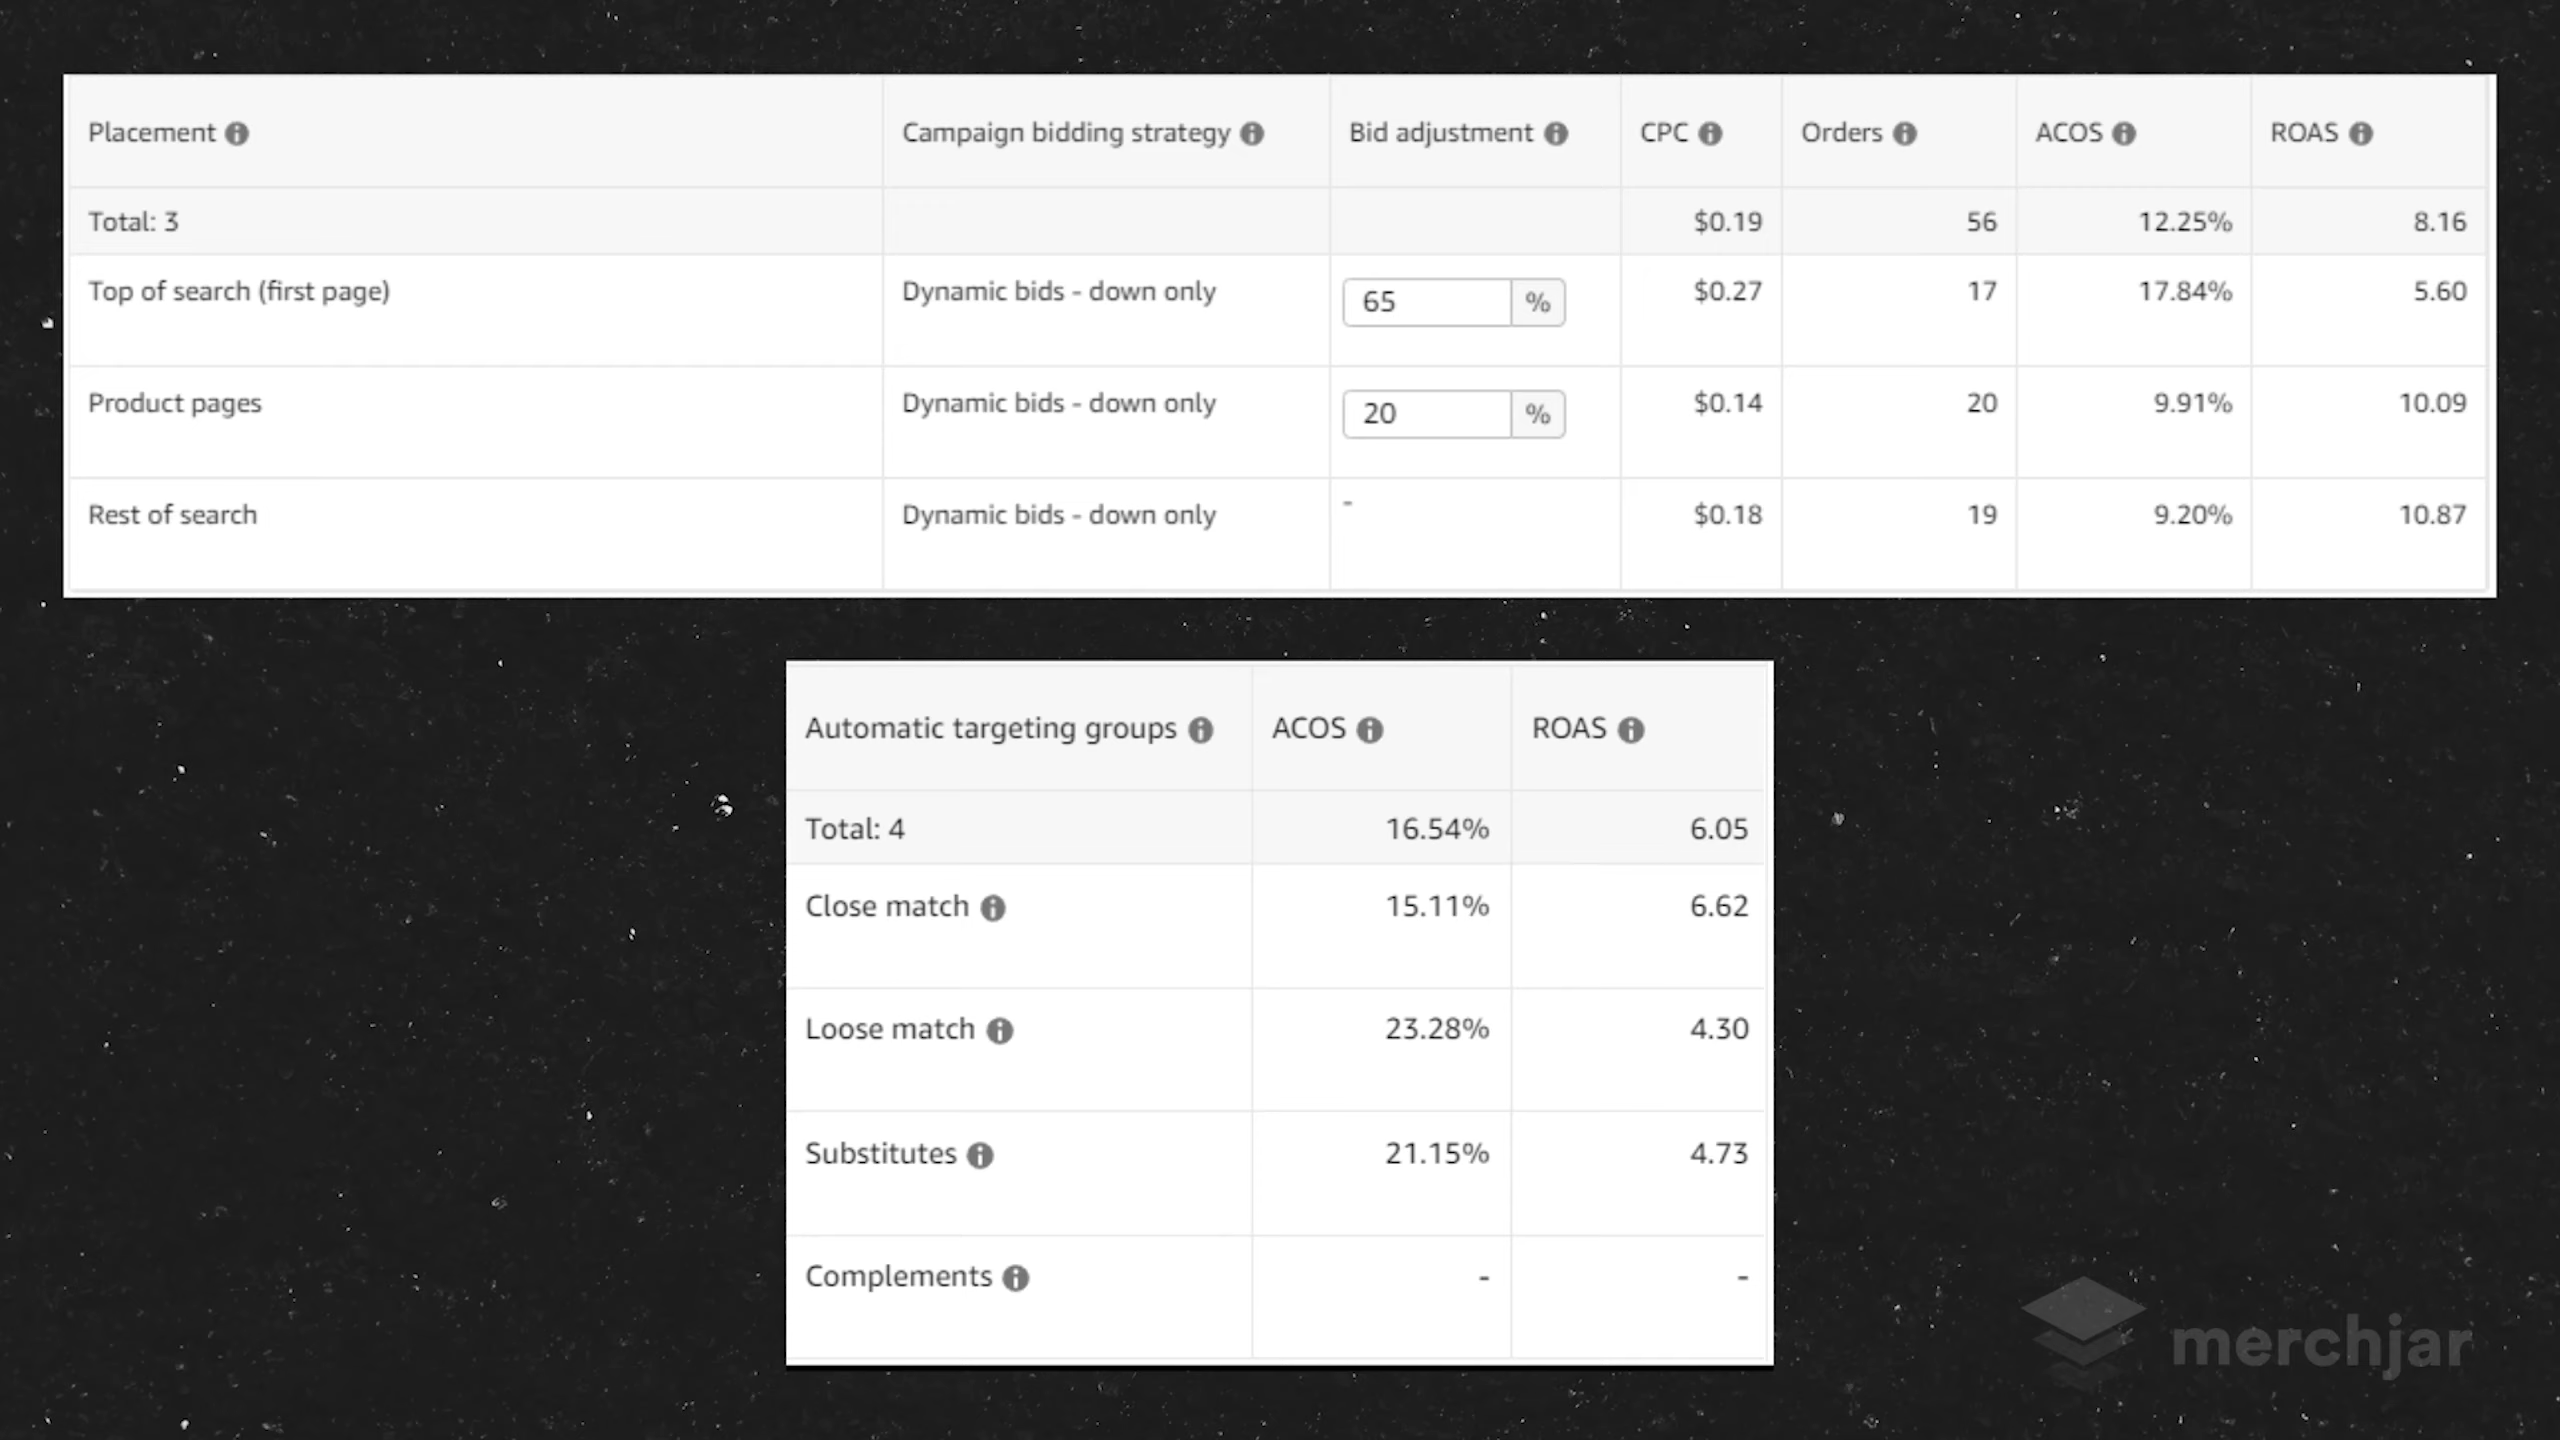 Placement Campaign bidding strategy Bid adjustment CPC Orders ACOS ROAS
Total: 3 $0.19 56 12.25% 8.16
Top of search (first page) Dynamic bids - down only 65 % $0.27 17 17.84% 5.60
Product pages Dynamic bids - down only 20 % $0.14 20 9.91% 10.09
Rest of search Dynamic bids - down only - $0.18 19 9.20% 10.87
Automatic targeting groups ACOS ROAS
Total: 4 16.54% 6.05
Close match 15.11% 6.62
Loose match 23.28% 4.30
Substitutes 21.15% 4.73
Complements - -
merchjar